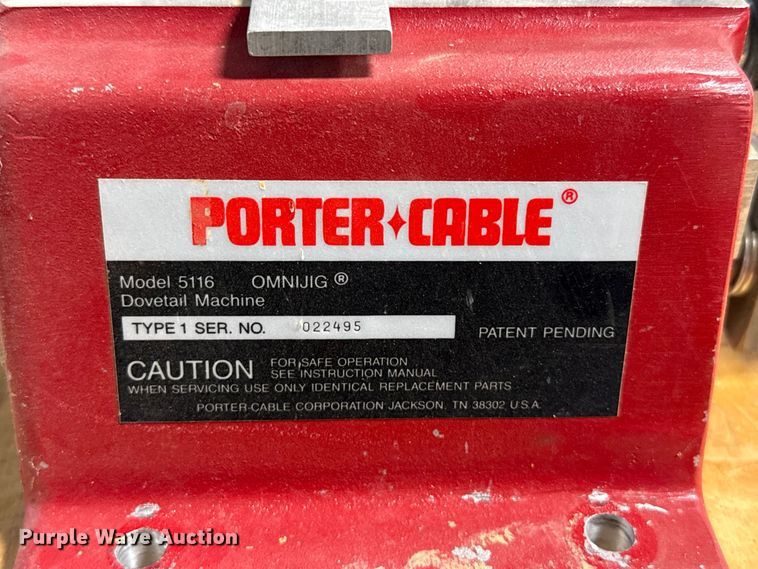 PORTER✦CABLE®
Model 5116 OMNIJIG®
Dovetail Machine
TYPE 1 SER. NO. 022495
PATENT PENDING
CAUTION FOR SAFE OPERATION
SEE INSTRUCTION MANUAL
WHEN SERVICING USE ONLY IDENTICAL REPLACEMENT PARTS
PORTER-CABLE CORPORATION JACKSON, TN 38302 U.S.A.
Purple Wave Auction